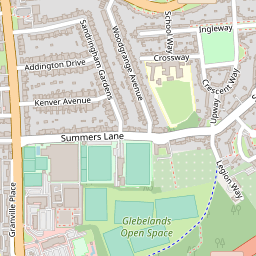 Ingleway
School Way
Sandringham Gardens
Woodgrange Avenue
Crossway
Addington Drive
Crescent Way
Kenver Avenue
Upway
Summers Lane
Legion Way
Granville Place
Glebelands
Open Space